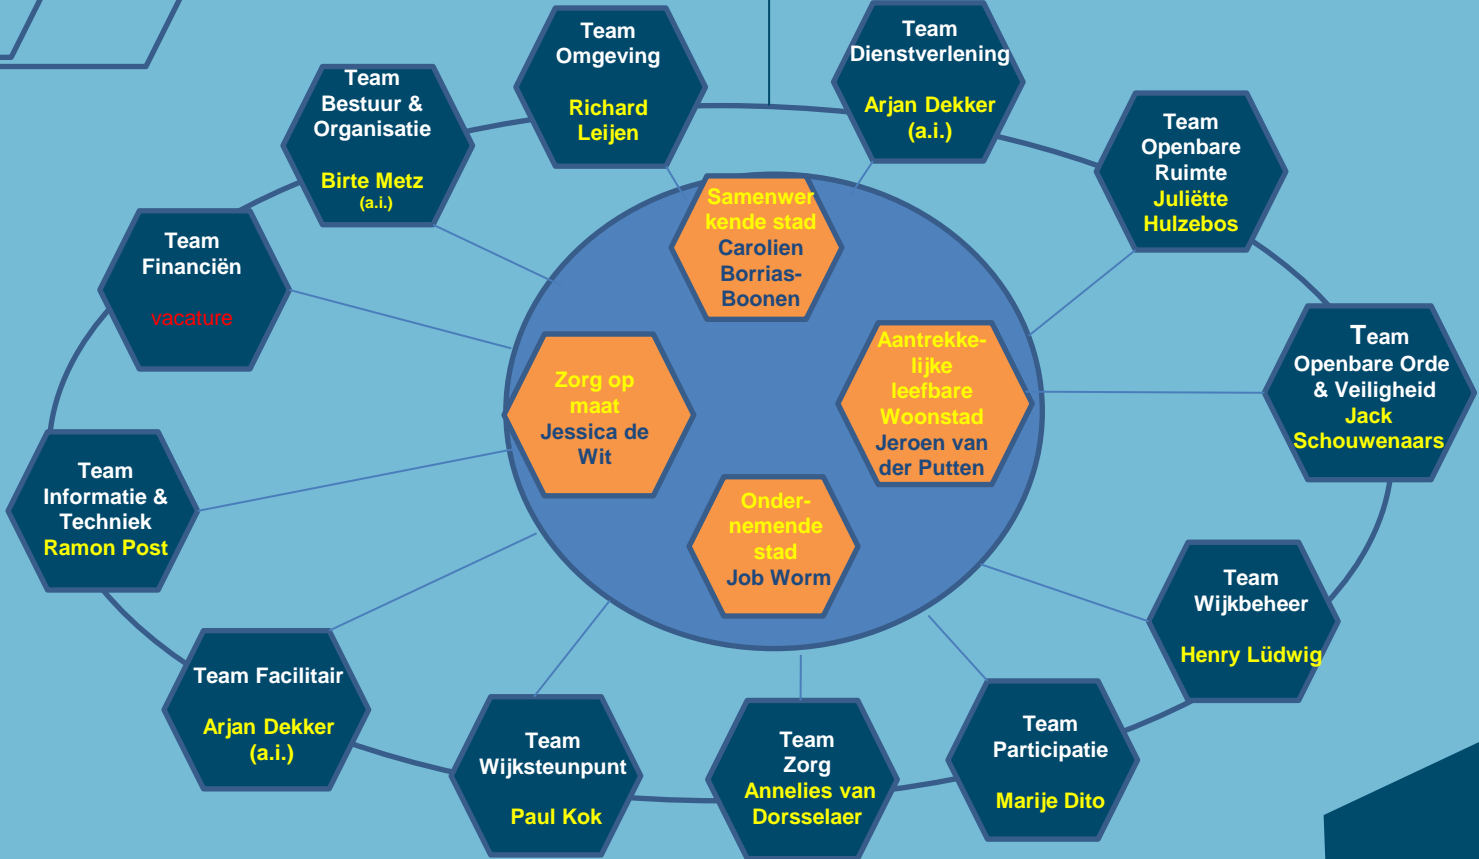 Team
Omgeving
Richard
Leijen
Team
Dienstverlening
Arjan Dekker
(a.i.)
Team
Bestuur &
Organisatie
Birte Metz
(a.i.)
Team
Openbare
Ruimte
Juliëtte
Hulzebos
Team
Financiën
vacature
Samenwer
kende stad
Carolien
Borrias-
Boonen
Team
Openbare Orde
& Veiligheid
Jack
Schouwenaars
Zorg op
maat
Jessica de
Wit
Aantrekke-
lijke
leefbare
Woonstad
Jeroen van
der Putten
Team
Informatie &
Techniek
Ramon Post
Onder-
nemende
stad
Job Worm
Team
Wijkbeheer
Henry Lüdwig
Team Facilitair
Arjan Dekker
(a.i.)
Team
Wijksteunpunt
Paul Kok
Team
Zorg
Annelies van
Dorsselaer
Team
Participatie
Marije Dito